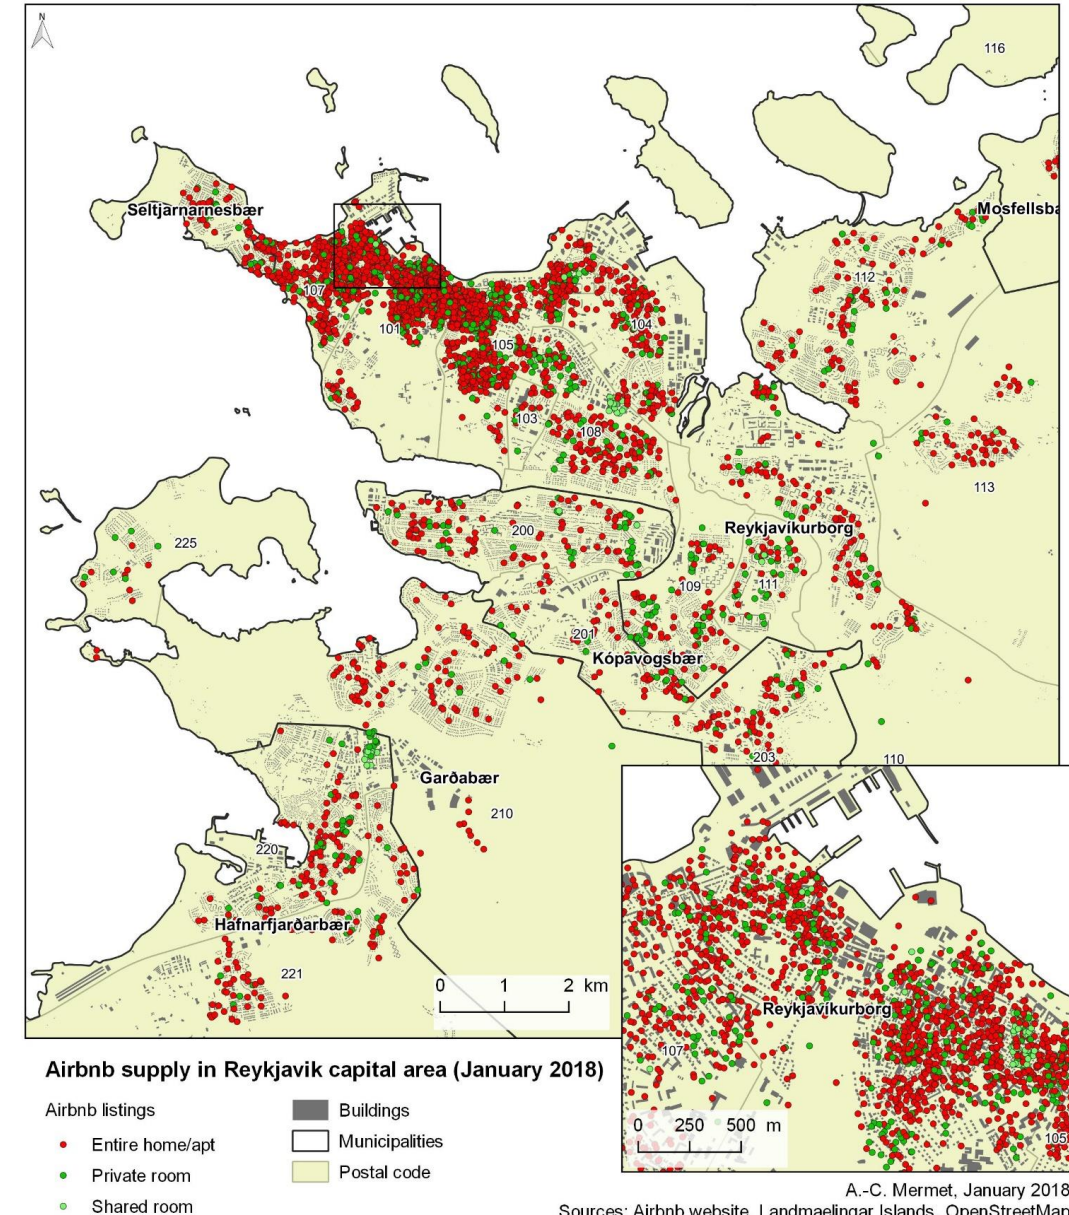 N
116
Seltjarnarnesbær
Mosfellsba
112
107
101
104
105
103
108
113
225
200
Reykjavíkurborg
109
111
201
Kópavogsbær
203
110
Garðabær
210
220
Hafnarfjarðarbær
221
0 1 2 km
Reykjavíkurborg
107
105
0 250 500 m
Airbnb supply in Reykjavik capital area (January 2018)
Airbnb listings
Entire home/apt
Private room
Shared room
Buildings
Municipalities
Postal code
A.-C. Mermet, January 2018
Sources: Airbnb website, Landmaelingar Islands, OpenStreetMap